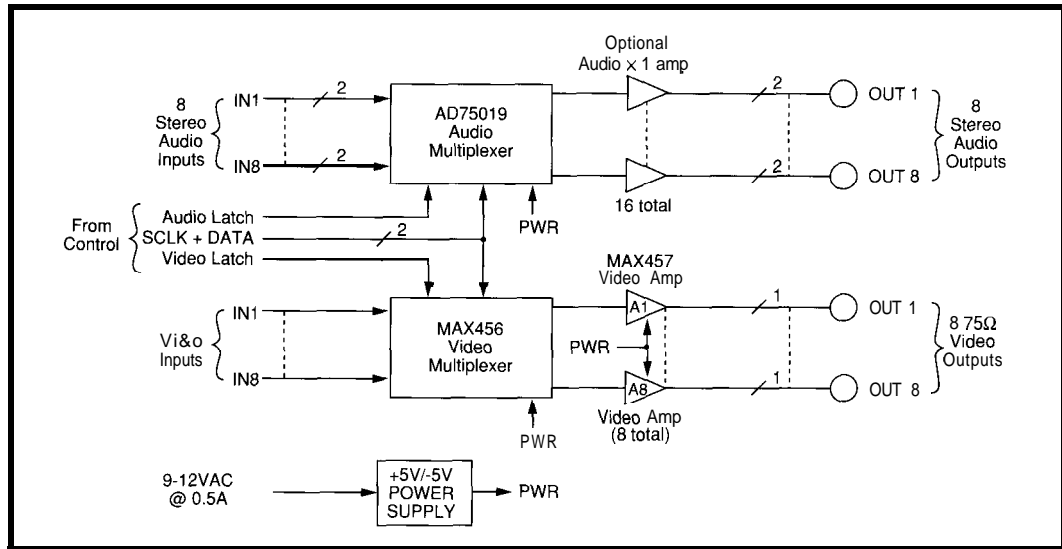 Optional
Audio × 1 amp
8
Stereo
Audio
Inputs
IN1
2
IN8
2
AD75019
Audio
Multiplexer
2
OUT 1
2
OUT 8
8
Stereo
Audio
Outputs
16 total
PWR
From
Control
Audio Latch
SCLK + DATA
2
Video Latch
MAX457
Video Amp
Vi&o
Inputs
IN1
IN8
MAX456
Video
Multiplexer
A1
PWR
A8
1
OUT 1
1
OUT 8
8 75Ω
Video
Outputs
Video Amp
(8 total)
PWR
9-12VAC
@ 0.5A
+5V/-5V
POWER
SUPPLY
PWR